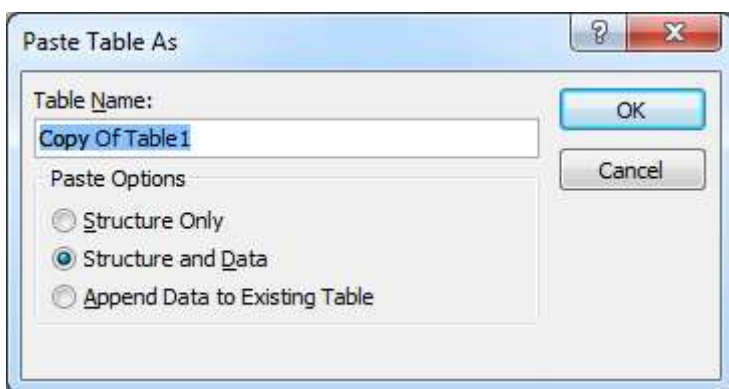 Paste Table As
Table Name:
OK
Copy Of Table1
Cancel
Paste Options
Structure Only
Structure and Data
Append Data to Existing Table